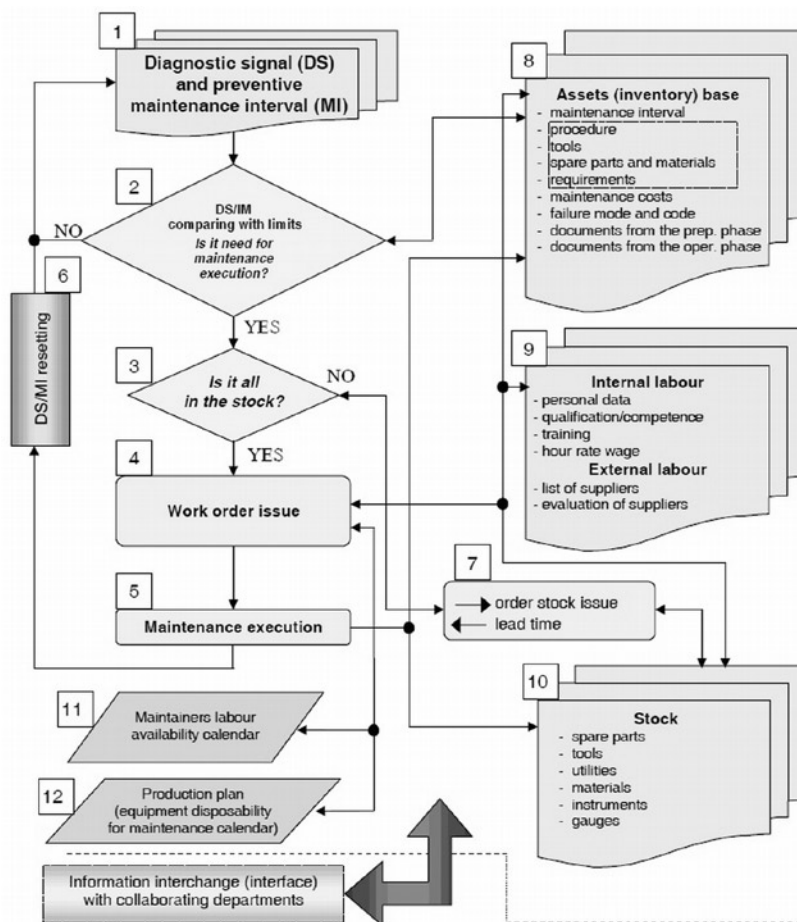 1
Diagnostic signal (DS)
and preventive
maintenance interval (MI)
2
DS/IM
comparing with limits
Is it need for
maintenance
execution?
NO
YES
6
DS/MI resetting
3
Is it all
in the stock?
NO
YES
4
Work order issue
5
Maintenance execution
7
order stock issue
lead time
8
Assets (inventory) base
- maintenance interval
- procedure
- tools
- spare parts and materials
- requirements
- maintenance costs
- failure mode and code
- documents from the prep. phase
- documents from the oper. phase
9
Internal labour
- personal data
- qualification/competence
- training
- hour rate wage
External labour
- list of suppliers
- evaluation of suppliers
10
Stock
- spare parts
- tools
- utilities
- materials
- instruments
- gauges
11
Maintainers labour
availability calendar
12
Production plan
(equipment disposability
for maintenance calendar)
Information interchange (interface)
with collaborating departments